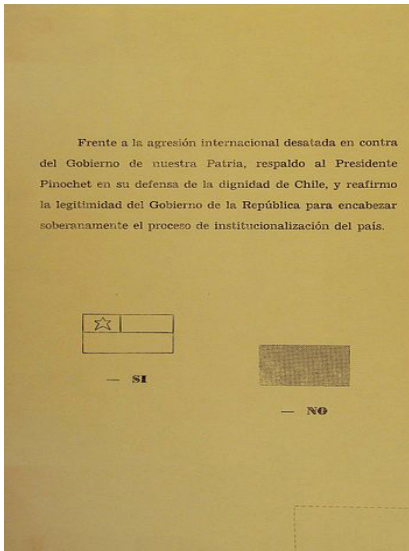 Frente a la agresión internacional desatada en contra
del Gobierno de nuestra Patria, respaldo al Presidente
Pinochet en su defensa de la dignidad de Chile, y reafirmo
la legitimidad del Gobierno de la República para encabezar
soberanamente el proceso de institucionalización del país.
— SI
— NO